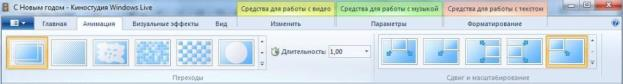 С Новым годом - Киностудия Windows Live
Средства для работы с видео
Средства для работы с музыкой
Средства для работы с текстом
Главная
Анимация
Визуальные эффекты
Вид
Изменить
Параметры
Форматирование
Длительность: 1,00
Переходы
Сдвиг и масштабирование